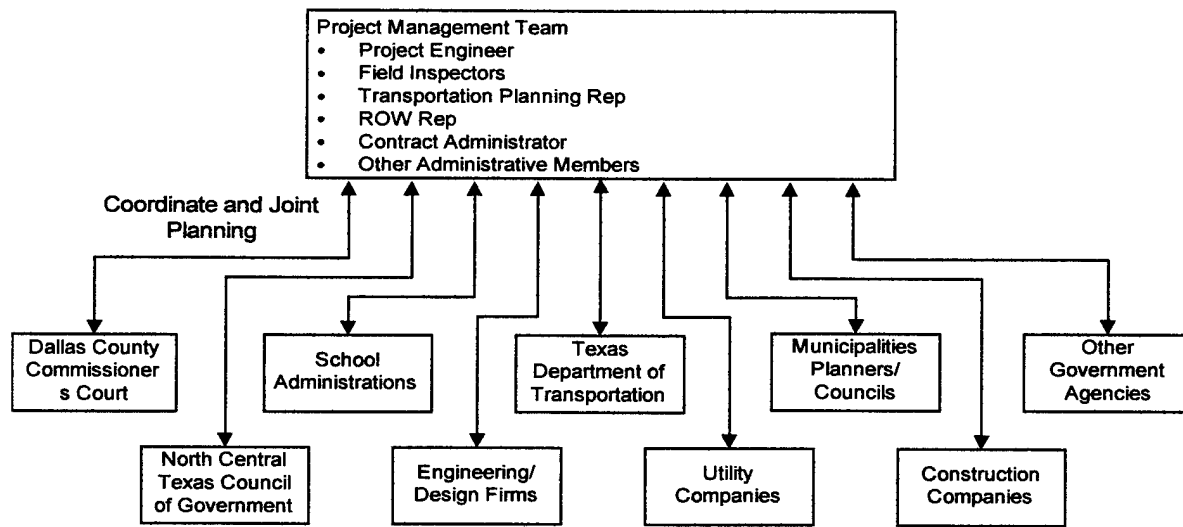 Project Management Team
• Project Engineer
• Field Inspectors
• Transportation Planning Rep
• ROW Rep
• Contract Administrator
• Other Administrative Members
Coordinate and Joint
Planning
Dallas County
Commissioner
s Court
School
Administrations
Texas
Department of
Transportation
Municipalities
Planners/
Councils
Other
Government
Agencies
North Central
Texas Council
of Government
Engineering/
Design Firms
Utility
Companies
Construction
Companies